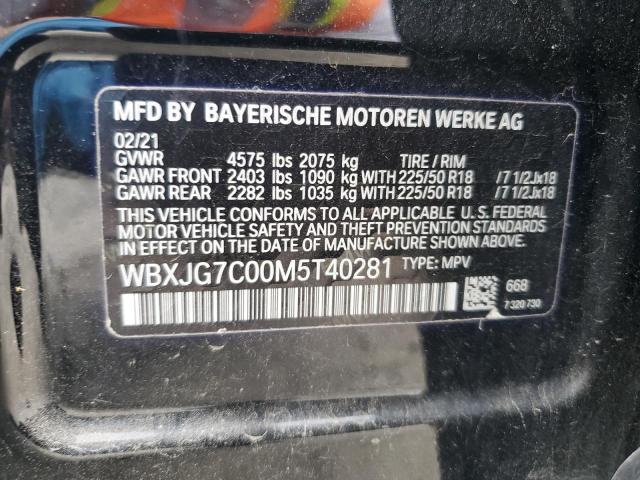 MFD BY BAYERISCHE MOTOREN WERKE AG
02/21
GVWR 4575 lbs 2075 kg TIRE / RIM
GAWR FRONT 2403 lbs 1090 kg WITH 225/50 R18 /7 1/2Jx18
GAWR REAR 2282 lbs 1035 kg WITH 225/50 R18 /7 1/2Jx18
THIS VEHICLE CONFORMS TO ALL APPLICABLE U. S. FEDERAL
MOTOR VEHICLE SAFETY AND THEFT PREVENTION STANDARDS
IN EFFECT ON THE DATE OF MANUFACTURE SHOWN ABOVE.
WBXJG7C00M5T40281 TYPE: MPV
668
7 320 730